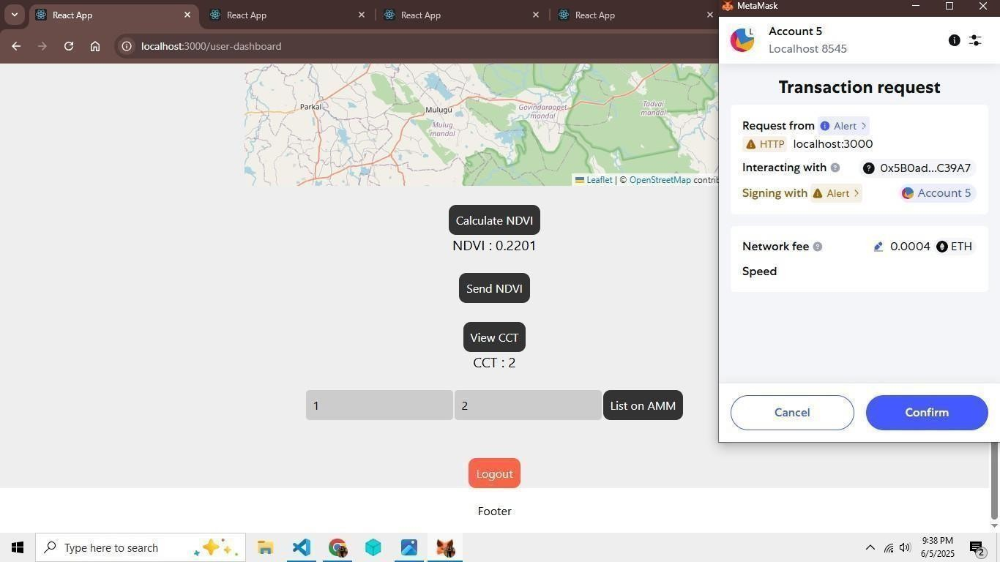 React App
React App
React App
React App
MetaMask
localhost:3000/user-dashboard
Account 5
L
Localhost 8545
Transaction request
Request from Alert >
HTTP localhost:3000
Interacting with ? ? 0x5B0ad...C39A7
Signing with Alert > Account 5
Network fee ? 0.0004 ETH
Speed
Cancel
Confirm
Parkal
Mulugu
Mulug
mandal
Govindaraopet
mandal
Tadvai
mandal
Leaflet | © OpenStreetMap contrib
Calculate NDVI
NDVI : 0.2201
Send NDVI
View CCT
CCT : 2
1
2
List on AMM
Logout
Footer
Type here to search
9:38 PM
6/5/2025
2